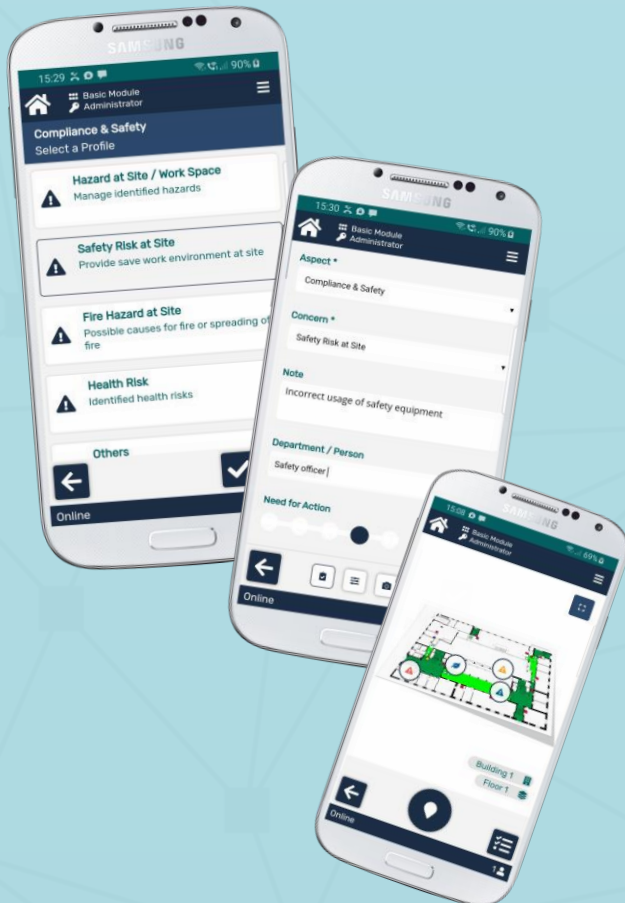 SAMSUNG
15:29 90%
Basic Module
Administrator
Compliance & Safety
Select a Profile
Hazard at Site / Work Space
Manage identified hazards
Safety Risk at Site
Provide save work environment at site
Fire Hazard at Site
Possible causes for fire or spreading of
fire
Health Risk
Identified health risks
Others
Online
SAMSUNG
15:30 90%
Basic Module
Administrator
Aspect *
Compliance & Safety
Concern *
Safety Risk at Site
Note
Incorrect usage of safety equipment
Department / Person
Safety officer
Need for Action
Online
SAMSUNG
15:08 69%
Basic Module
Administrator
Building 1
Floor 1
Online
1